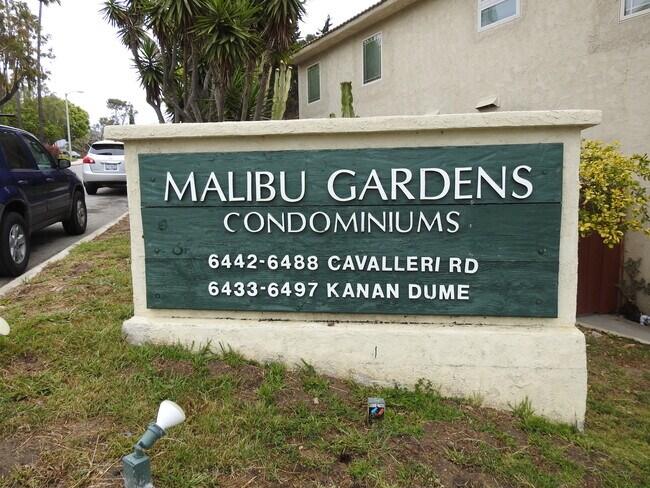 MALIBU GARDENS
CONDOMINIUMS
6442-6488 CAVALLERI RD
6433-6497 KANAN DUME